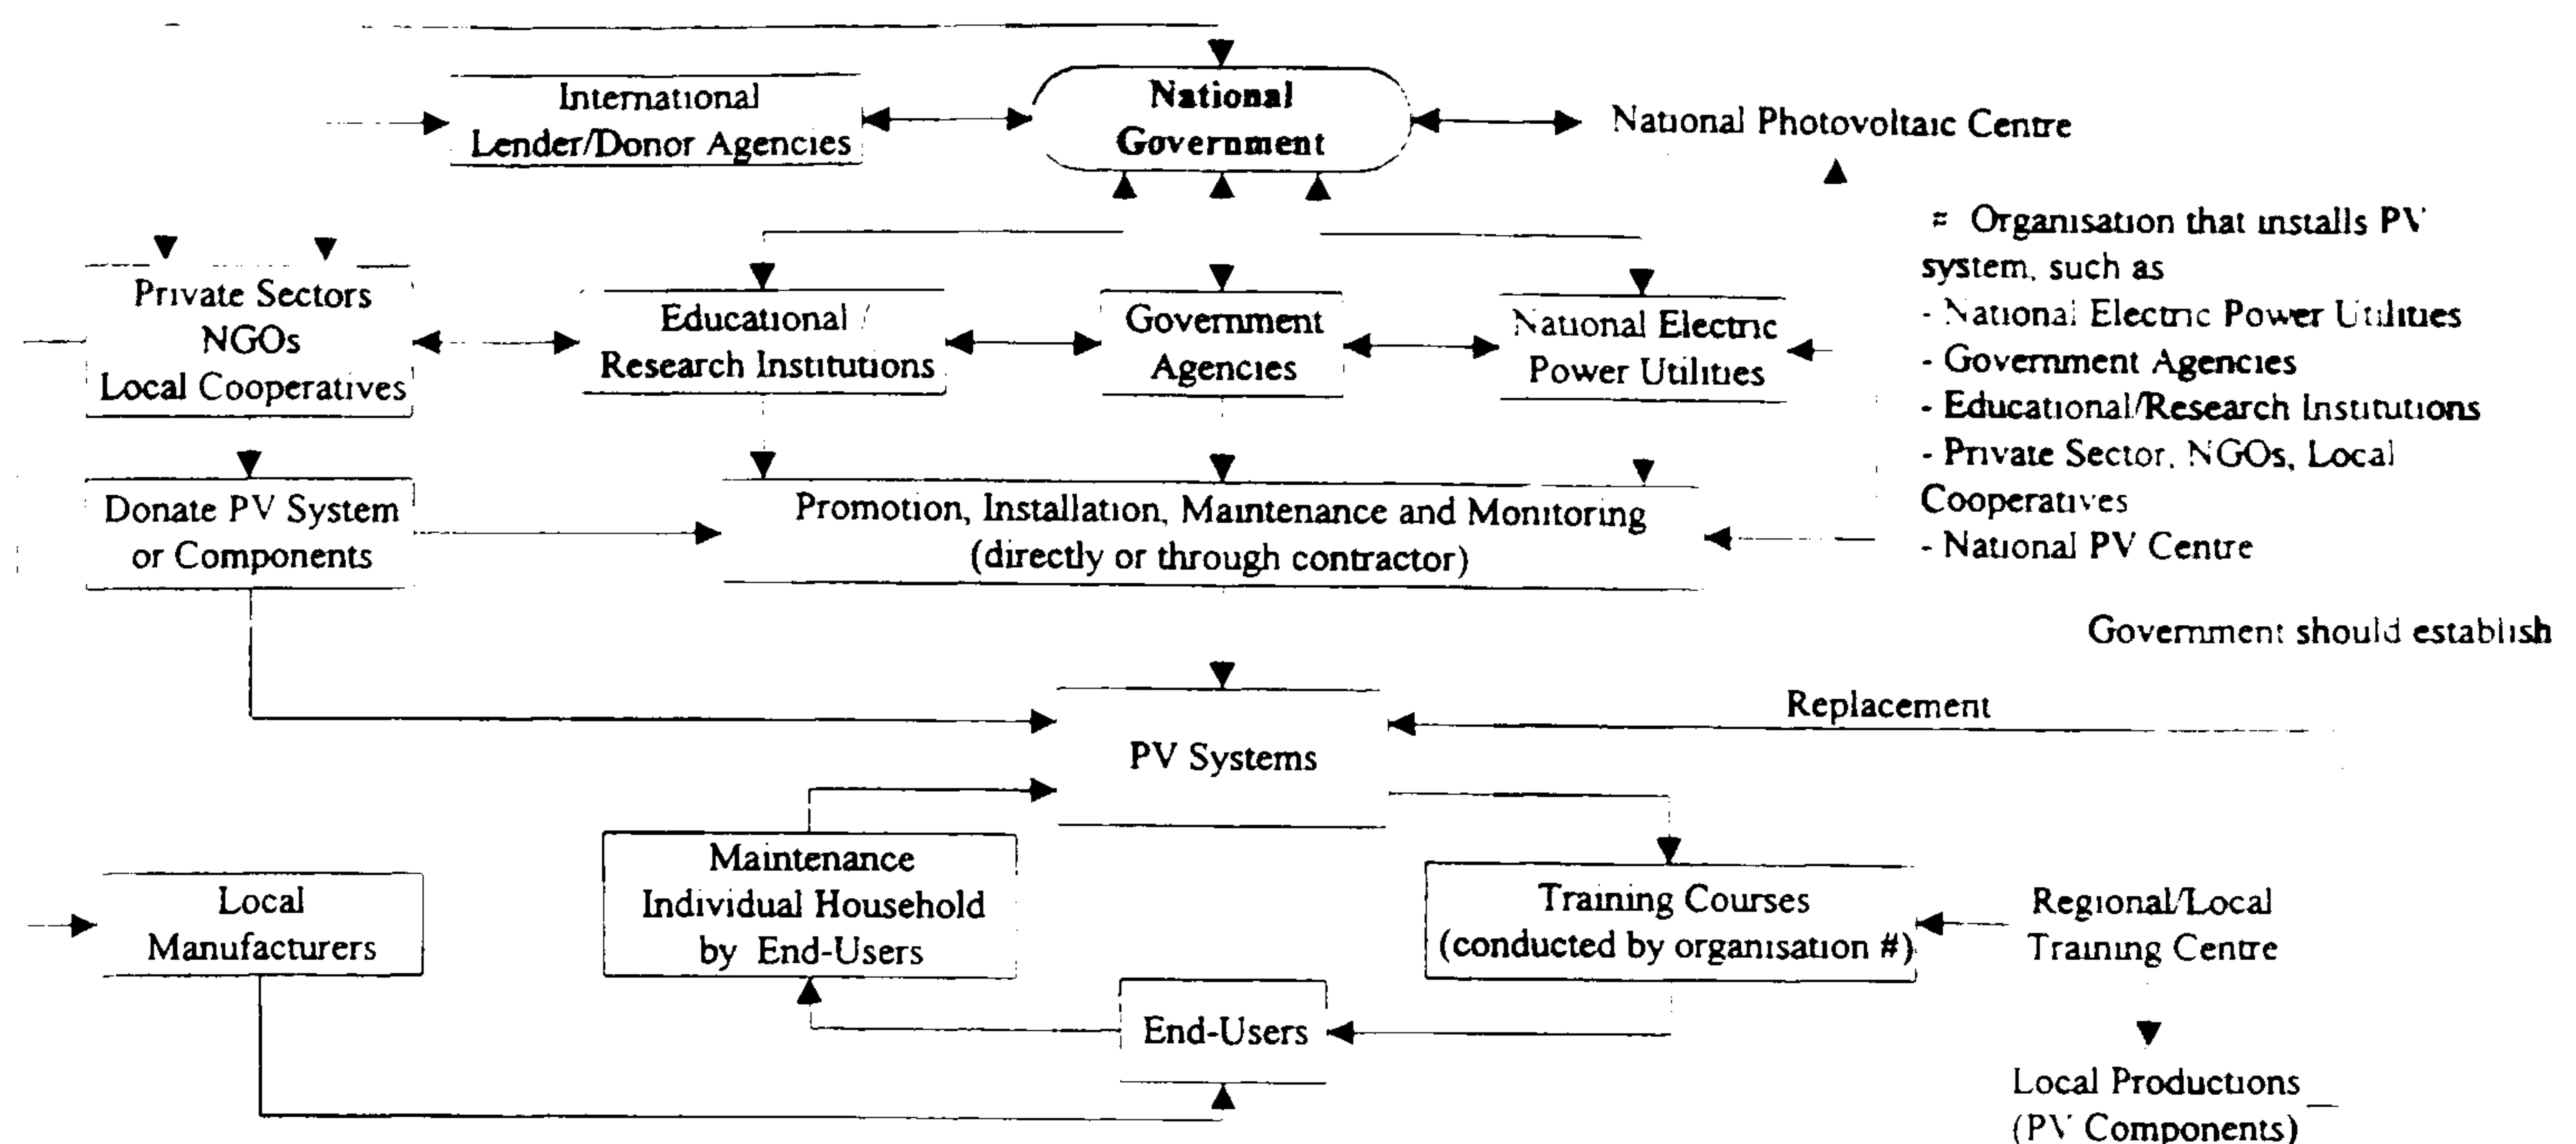 International
Lender/Donor Agencies
National
Government
National Photovoltaic Centre
Private Sectors
NGOs
Local Cooperatives
Educational /
Research Institutions
Government
Agencies
National Electric
Power Utilities
= Organisation that installs PV
system, such as
- National Electric Power Utilities
- Government Agencies
- Educational/Research Institutions
- Private Sector, NGOs, Local
Cooperatives
- National PV Centre
Donate PV System
or Components
Promotion, Installation, Maintenance and Monitoring
(directly or through contractor)
Government should establish
Replacement
PV Systems
Maintenance
Individual Household
by End-Users
Local
Manufacturers
Training Courses
(conducted by organisation #)
Regional/Local
Training Centre
End-Users
Local Productions
(PV Components)